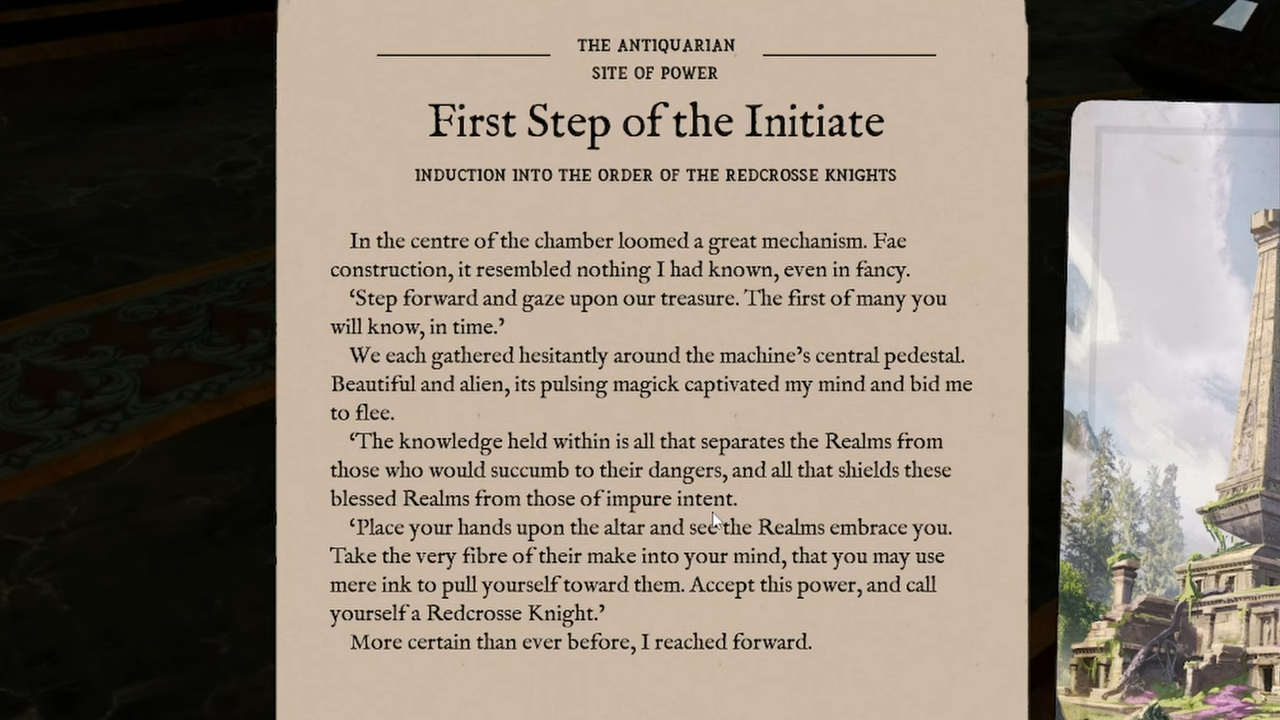 THE ANTIQUARIAN
SITE OF POWER
First Step of the Initiate
INDUCTION INTO THE ORDER OF THE REDCROSSE KNIGHTS
In the centre of the chamber loomed a great mechanism. Fae
construction, it resembled nothing I had known, even in fancy.
‘Step forward and gaze upon our treasure. The first of many you
will know, in time.’
We each gathered hesitantly around the machine’s central pedestal.
Beautiful and alien, its pulsing magick captivated my mind and bid me
to flee.
‘The knowledge held within is all that separates the Realms from
those who would succumb to their dangers, and all that shields these
blessed Realms from those of impure intent.
‘Place your hands upon the altar and see the Realms embrace you.
Take the very fibre of their make into your mind, that you may use
mere ink to pull yourself toward them. Accept this power, and call
yourself a Redcrosse Knight.’
More certain than ever before, I reached forward.